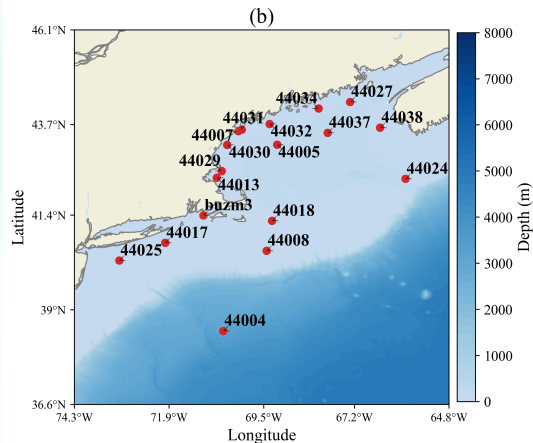 (b)
46.1°N
8000
44034
44027
7000
44031
44038
43.7°N
44037
44007
44032
6000
44030
44005
44029
44024
5000
44013
buzm3
44018
41.4°N
4000
44017
44008
44025
3000
39°N
44004
2000
1000
0
36.6°N
74.3°W
71.9°W
69.5°W
67.2°W
64.8°W
Longitude
Latitude
Depth (m)